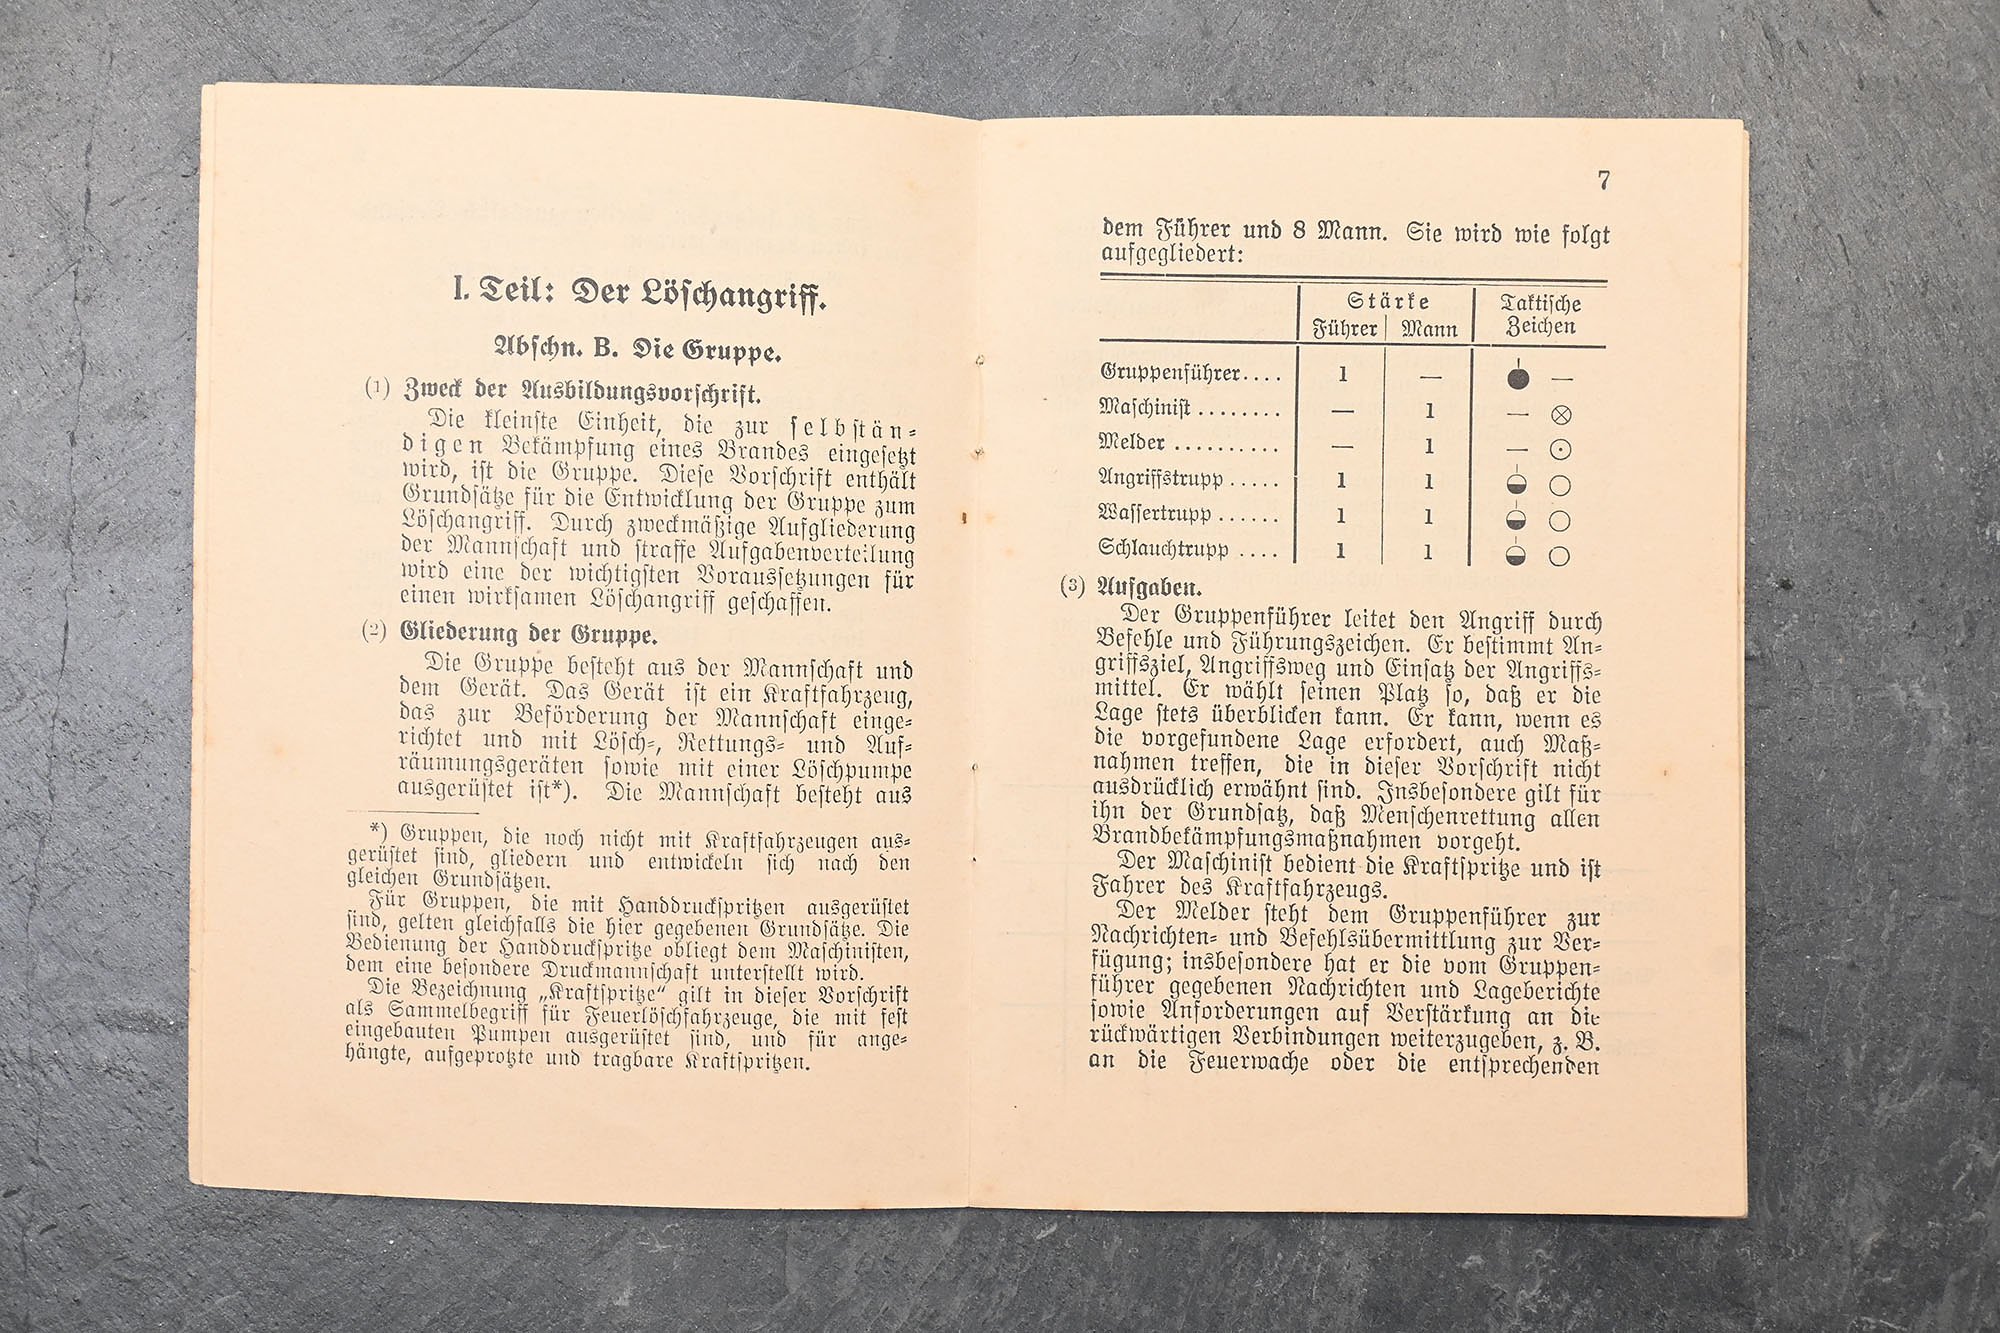 I. Teil: Der Löschangriff.
Abschn. B. Die Gruppe.
(1) Zweck der Ausbildungsvorschrift.
Die kleinste Einheit, die zur selbstän-
digen Bekämpfung eines Brandes eingesetzt
wird, ist die Gruppe. Diese Vorschrift enthält
Grundsätze für die Entwicklung der Gruppe zum
Löschangriff. Durch zweckmäßige Aufgliederung
der Mannschaft und straffe Aufgabenverteilung
wird eine der wichtigsten Voraussetzungen für
einen wirksamen Löschangriff geschaffen.
(2) Gliederung der Gruppe.
Die Gruppe besteht aus der Mannschaft und
dem Gerät. Das Gerät ist ein Kraftfahrzeug,
das zur Beförderung der Mannschaft einge-
richtet und mit Lösch-, Rettungs- und Auf-
räumungsgeräten sowie mit einer Löschpumpe
ausgerüstet ist*). Die Mannschaft besteht aus
*) Gruppen, die noch nicht mit Kraftfahrzeugen aus-
gerüstet sind, gliedern und entwickeln sich nach den
gleichen Grundsätzen.
Für Gruppen, die mit Handdruckspritzen ausgerüstet
sind, gelten gleichfalls die hier gegebenen Grundsätze. Die
Bedienung der Handdruckspritze obliegt dem Maschinisten,
dem eine besondere Druckmannschaft unterstellt wird.
Die Bezeichnung „Kraftspritze“ gilt in dieser Vorschrift
als Sammelbegriff für Feuerlöschfahrzeuge, die mit fest
eingebauten Pumpen ausgerüstet sind, und für ange-
hängte, aufgeprotzte und tragbare Kraftspritzen.
7
dem Führer und 8 Mann. Sie wird wie folgt
aufgegliedert:
Stärke Taktische
Führer Mann Zeichen
Gruppenführer.... 1 — —
Maschinist ........ — 1 —
Melder .......... — 1 —
Angriffstrupp ..... 1 1
Wassertrupp ...... 1 1
Schlauchtrupp .... 1 1
(3) Aufgaben.
Der Gruppenführer leitet den Angriff durch
Befehle und Führungszeichen. Er bestimmt An-
griffsziel, Angriffsweg und Einsatz der Angriffs-
mittel. Er wählt seinen Platz so, daß er die
Lage stets überblicken kann. Er kann, wenn es
die vorgefundene Lage erfordert, auch Maß-
nahmen treffen, die in dieser Vorschrift nicht
ausdrücklich erwähnt sind. Insbesondere gilt für
ihn der Grundsatz, daß Menschenrettung allen
Brandbekämpfungsmaßnahmen vorgeht.
Der Maschinist bedient die Kraftspritze und ist
Fahrer des Kraftfahrzeugs.
Der Melder steht dem Gruppenführer zur
Nachrichten- und Befehlsübermittlung zur Ver-
fügung; insbesondere hat er die vom Gruppen-
führer gegebenen Nachrichten und Lageberichte
sowie Anforderungen auf Verstärkung an die
rückwärtigen Verbindungen weiterzugeben, z. B.
an die Feuerwache oder die entsprechenden